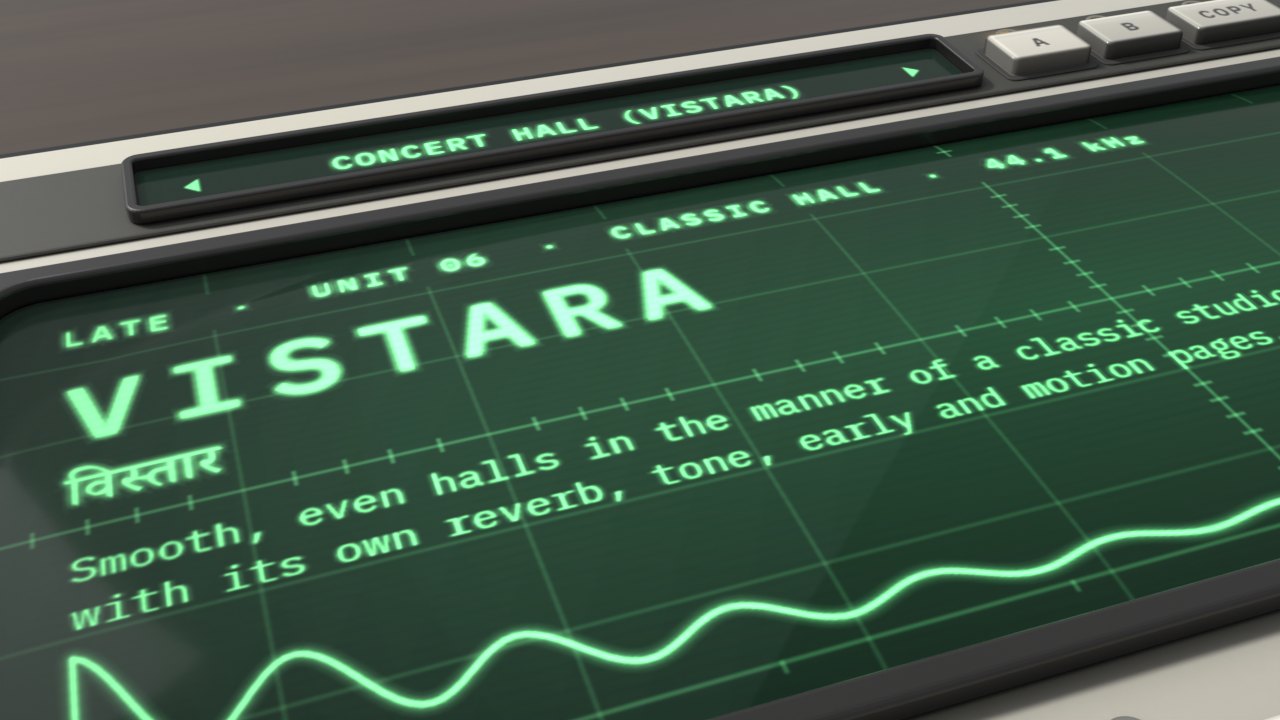 A
B
COPY
CONCERT HALL (VISTARA)
LATE · UNIT 06 · CLASSIC HALL · 44.1 kHz
VISTARA
विस्तार
Smooth, even halls in the manner of a classic studio
with its own reverb, tone, early and motion pages.